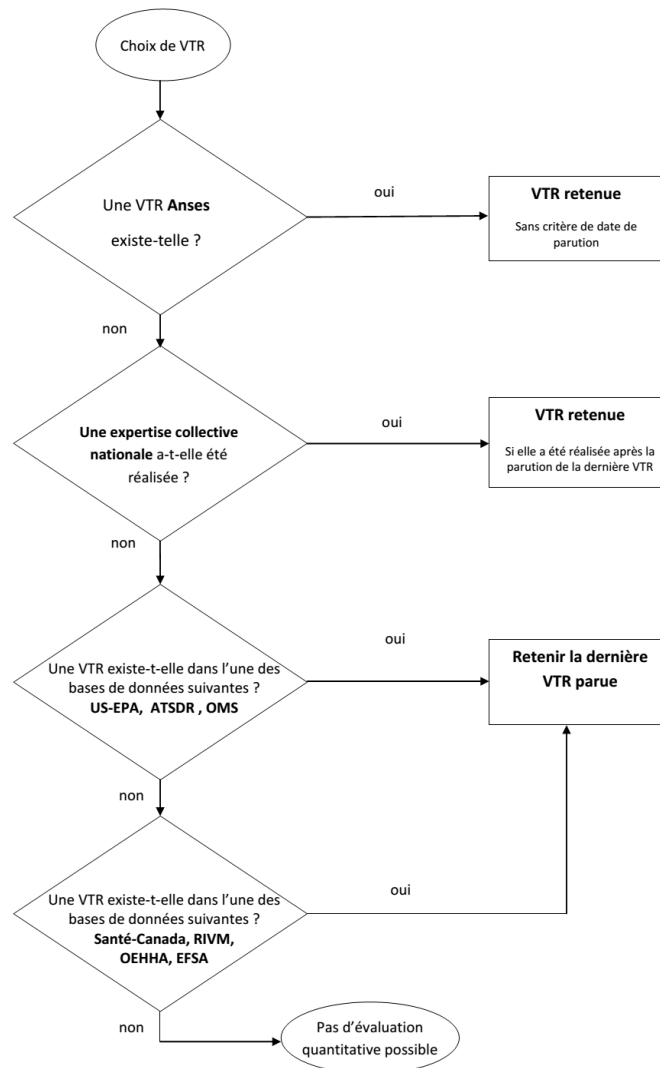 Choix de VTR
Une VTR Anses
existe-telle ?
oui
VTR retenue
Sans critère de date de
parution
non
Une expertise collective
nationale a-t-elle été
réalisée ?
oui
VTR retenue
Si elle a été réalisée après la
parution de la dernière VTR
non
Une VTR existe-t-elle dans l’une des
bases de données suivantes ?
US-EPA, ATSDR , OMS
oui
Retenir la dernière
VTR parue
non
Une VTR existe-t-elle dans l’une des
bases de données suivantes ?
Santé-Canada, RIVM,
OEHHA, EFSA
oui
non
Pas d’évaluation
quantitative possible